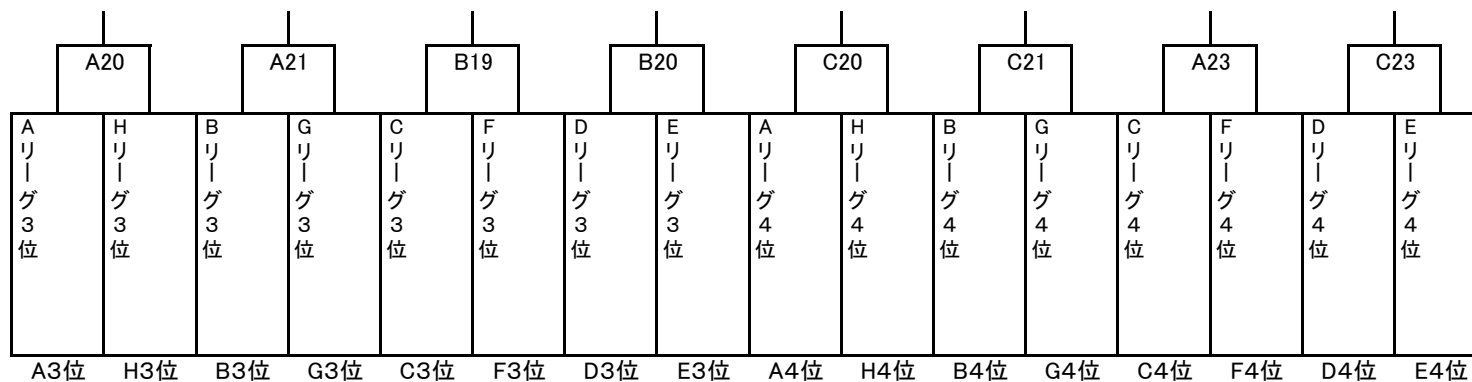 A20 A21 B19 B20 C20 C21 A23 C23
Aリーグ3位
Hリーグ3位
Bリーグ3位
Gリーグ3位
Cリーグ3位
Fリーグ3位
Dリーグ3位
Eリーグ3位
Aリーグ4位
Hリーグ4位
Bリーグ4位
Gリーグ4位
Cリーグ4位
Fリーグ4位
Dリーグ4位
Eリーグ4位
A3位 H3位 B3位 G3位 C3位 F3位 D3位 E3位 A4位 H4位 B4位 G4位 C4位 F4位 D4位 E4位